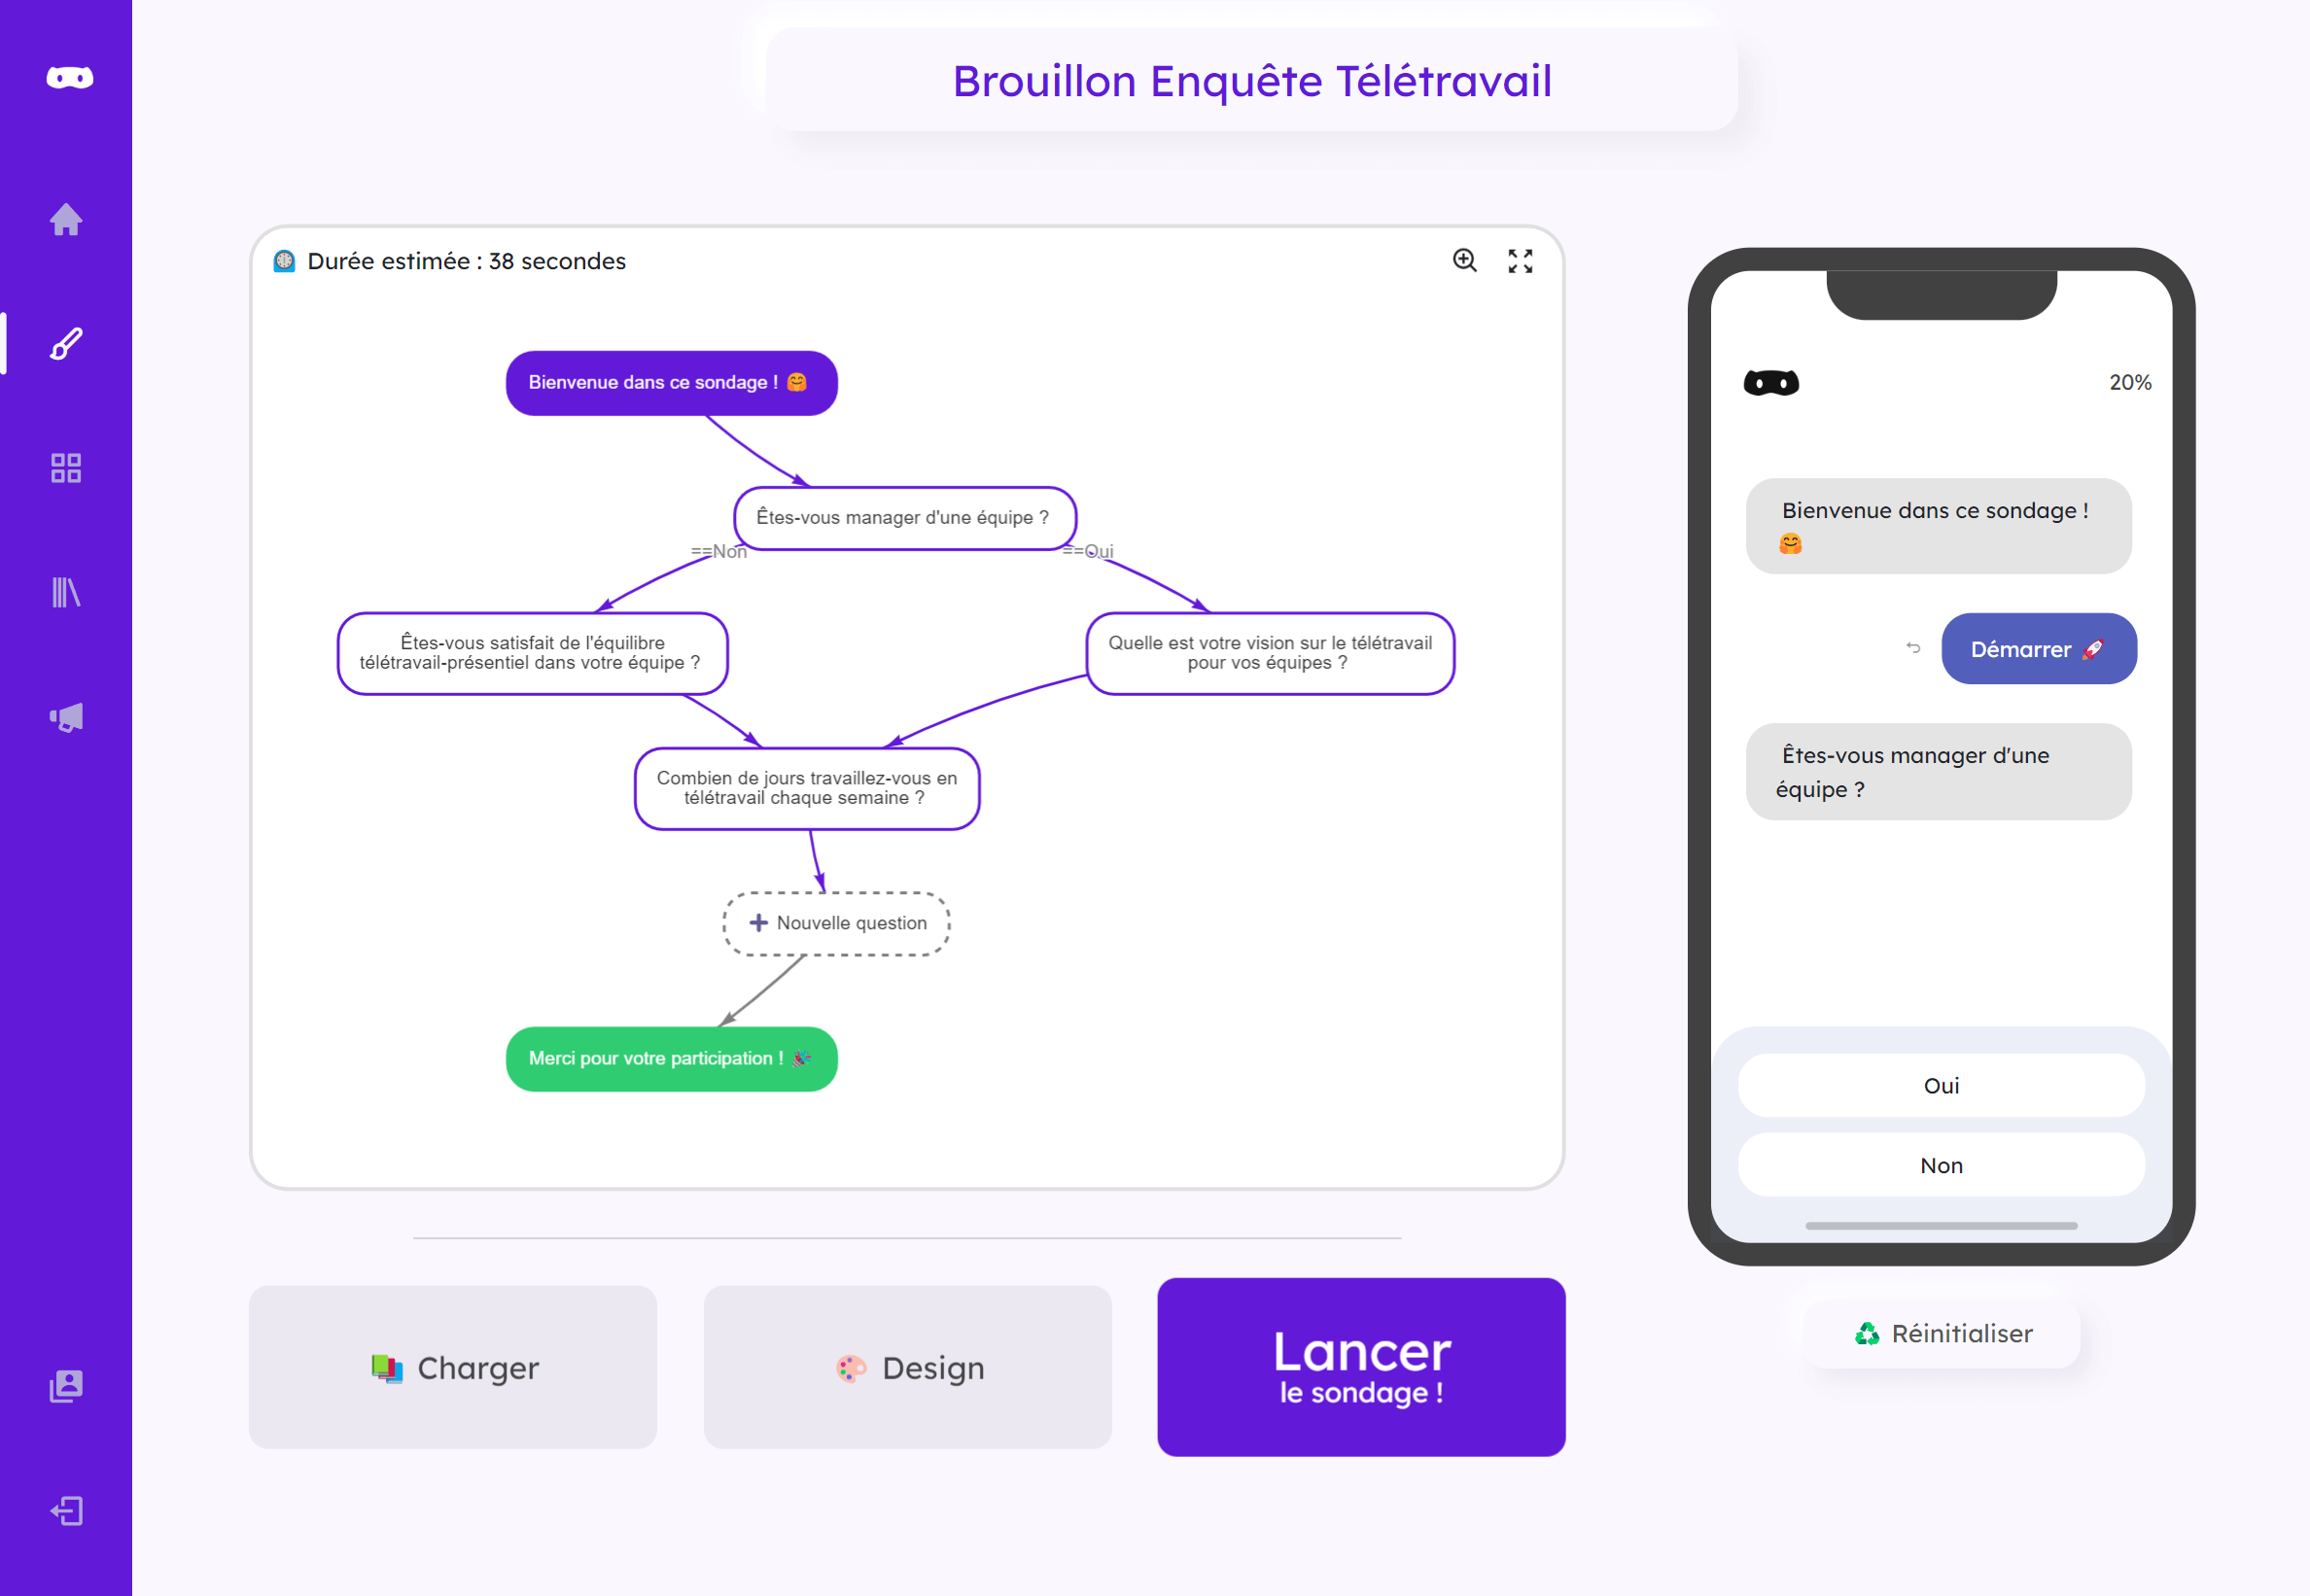 Brouillon Enquête Télétravail
Durée estimée : 38 secondes
Bienvenue dans ce sondage ! 🤗
Êtes-vous manager d'une équipe ?
==Non
==Oui
Êtes-vous satisfait de l'équilibre
télétravail-présentiel dans votre équipe ?
Quelle est votre vision sur le télétravail
pour vos équipes ?
Combien de jours travaillez-vous en
télétravail chaque semaine ?
➕ Nouvelle question
Merci pour votre participation ! 🎉
Charger
Design
Lancer
le sondage !
20%
Bienvenue dans ce sondage !
🤗
Démarrer 🚀
Êtes-vous manager d'une
équipe ?
Oui
Non
♻️ Réinitialiser